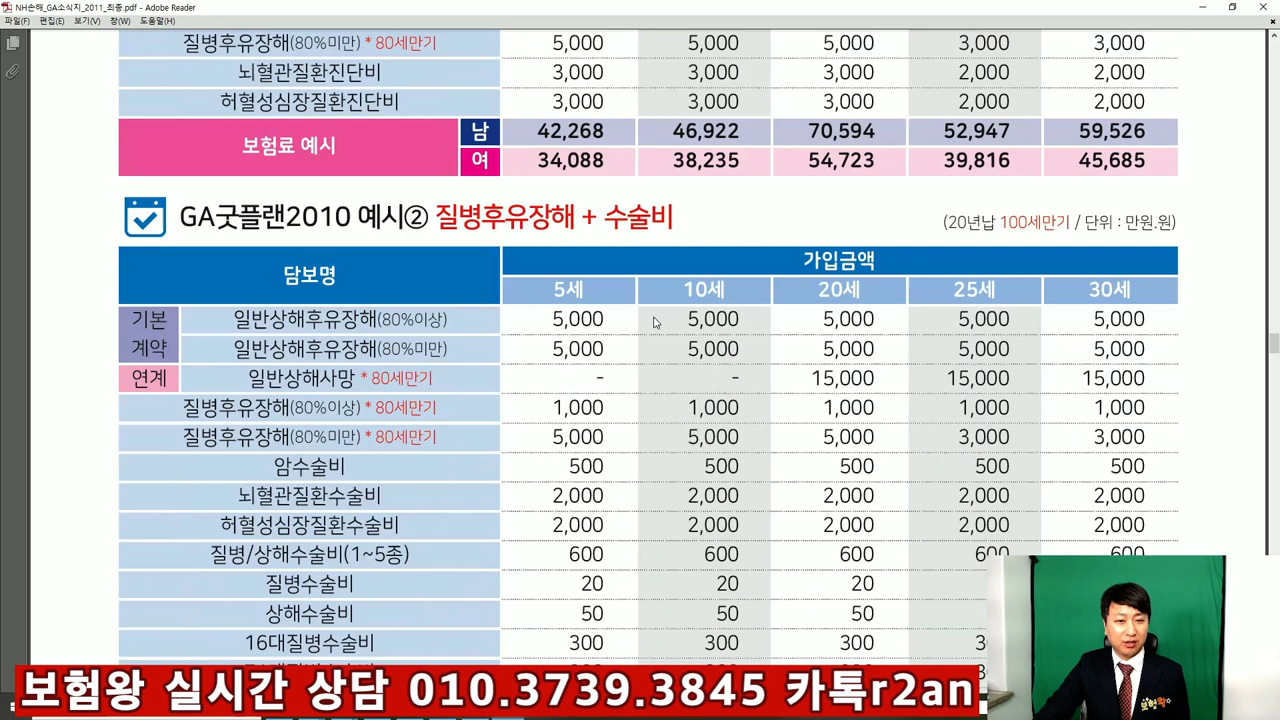 NH손해_GA소식지_2011_최종.pdf - Adobe Reader
파일(F) 편집(E) 보기(V) 창(W) 도움말(H)
질병후유장해(80%미만) * 80세만기 5,000 5,000 5,000 3,000 3,000
뇌혈관질환진단비 3,000 3,000 3,000 2,000 2,000
허혈성심장질환진단비 3,000 3,000 3,000 2,000 2,000
보험료 예시 남 42,268 46,922 70,594 52,947 59,526
여 34,088 38,235 54,723 39,816 45,685
GA굿플랜2010 예시② 질병후유장해 + 수술비 (20년납 100세만기 / 단위 : 만원.원)
담보명 가입금액
5세 10세 20세 25세 30세
기본 일반상해후유장해(80%이상) 5,000 5,000 5,000 5,000 5,000
계약 일반상해후유장해(80%미만) 5,000 5,000 5,000 5,000 5,000
연계 일반상해사망 * 80세만기 - - 15,000 15,000 15,000
질병후유장해(80%이상) * 80세만기 1,000 1,000 1,000 1,000 1,000
질병후유장해(80%미만) * 80세만기 5,000 5,000 5,000 3,000 3,000
암수술비 500 500 500 500 500
뇌혈관질환수술비 2,000 2,000 2,000 2,000 2,000
허혈성심장질환수술비 2,000 2,000 2,000 2,000 2,000
질병/상해수술비(1~5종) 600 600 600 600 600
질병수술비 20 20 20
상해수술비 50 50 50
16대질병수술비 300 300 300
보험왕 실시간 상담 010.3739.3845 카톡r2an